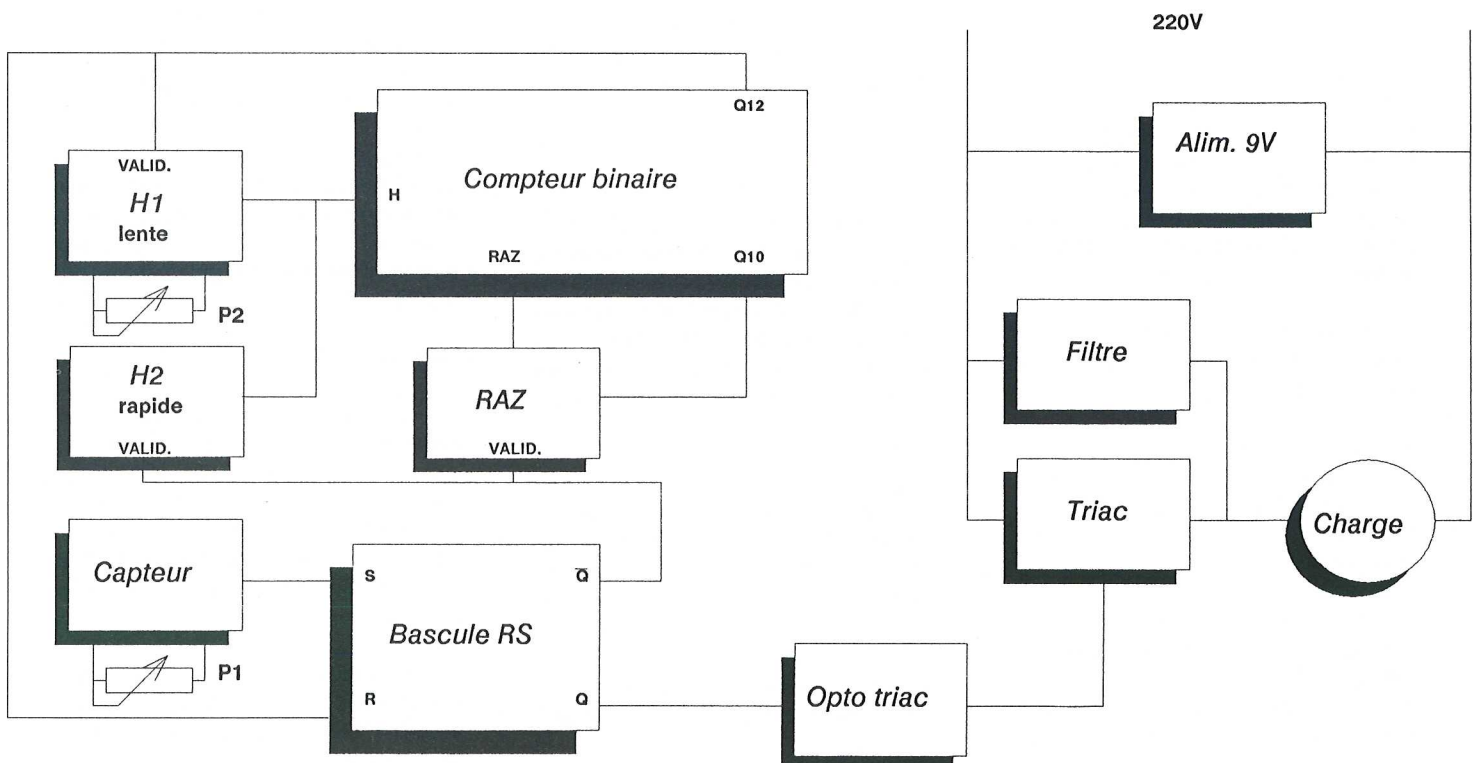 220V
Q12
Alim. 9V
VALID.
H1
lente
H
Compteur binaire
RAZ
Q10
P2
Filtre
H2
rapide
VALID.
RAZ
VALID.
Triac
Charge
Capteur
S
Q̅
Bascule RS
P1
R
Q
Opto triac